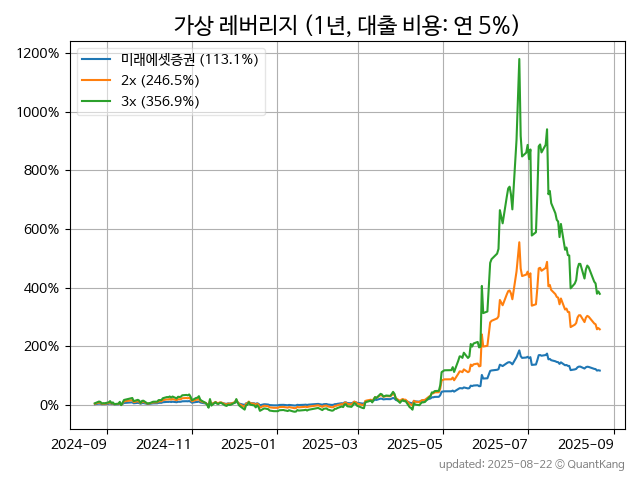 가상 레버리지 (1년, 대출 비용: 연 5%)
미래에셋증권 (113.1%)
2x (246.5%)
3x (356.9%)
1200%
1000%
800%
600%
400%
200%
0%
2024-09 2024-11 2025-01 2025-03 2025-05 2025-07 2025-09
updated: 2025-08-22 © QuantKang